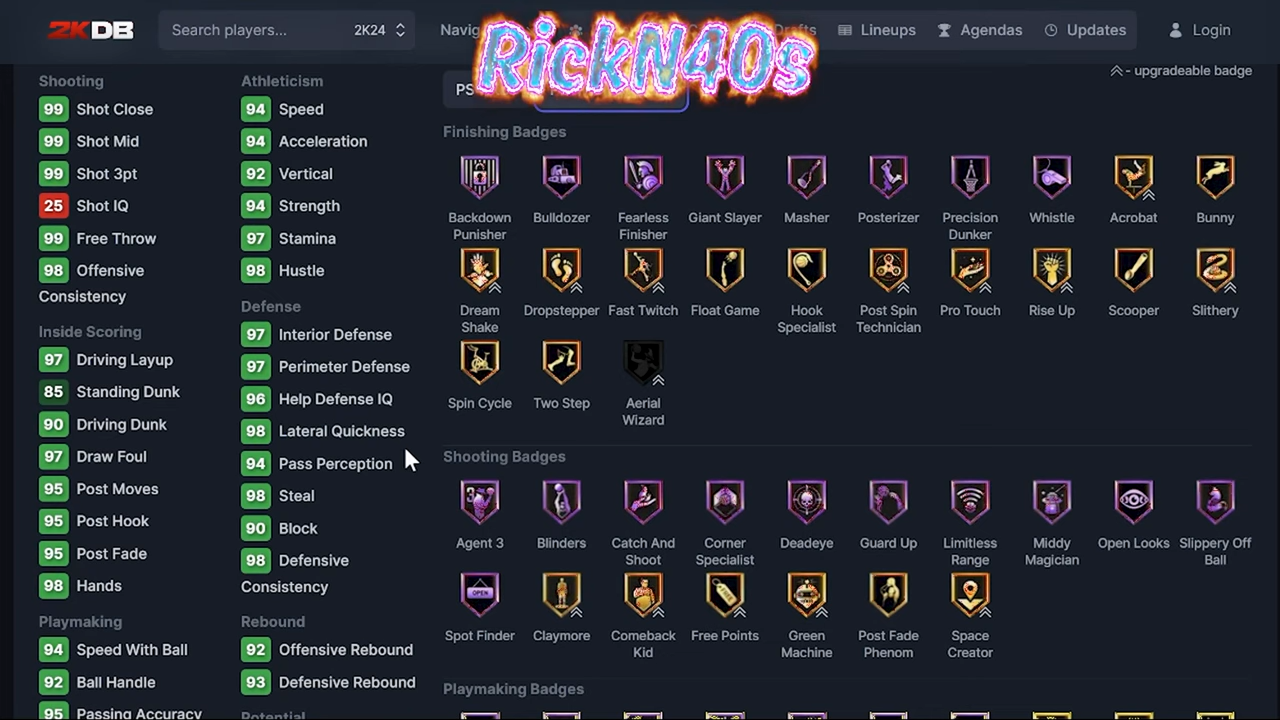 2KDB
Search players...
2K24
Navig
Drafts
Lineups
Agendas
Updates
Login
RickN40s
- upgradeable badge
PS
Shooting
99 Shot Close
99 Shot Mid
99 Shot 3pt
25 Shot IQ
99 Free Throw
98 Offensive
Consistency
Inside Scoring
97 Driving Layup
85 Standing Dunk
90 Driving Dunk
97 Draw Foul
95 Post Moves
95 Post Hook
95 Post Fade
98 Hands
Playmaking
94 Speed With Ball
92 Ball Handle
95 Passing Accuracy
Athleticism
94 Speed
94 Acceleration
92 Vertical
94 Strength
97 Stamina
98 Hustle
Defense
97 Interior Defense
97 Perimeter Defense
96 Help Defense IQ
98 Lateral Quickness
94 Pass Perception
98 Steal
90 Block
98 Defensive
Consistency
Rebound
92 Offensive Rebound
93 Defensive Rebound
Potential
Finishing Badges
Backdown
Punisher
Bulldozer
Fearless
Finisher
Giant Slayer
Masher
Posterizer
Precision
Dunker
Whistle
Acrobat
Bunny
Dream
Shake
Dropstepper
Fast Twitch
Float Game
Hook
Specialist
Post Spin
Technician
Pro Touch
Rise Up
Scooper
Slithery
Spin Cycle
Two Step
Aerial
Wizard
Shooting Badges
3
Agent 3
Blinders
Catch And
Shoot
Corner
Specialist
Deadeye
Guard Up
Limitless
Range
Middy
Magician
Open Looks
Slippery Off
Ball
OPEN
Spot Finder
Claymore
Comeback
Kid
Free Points
Green
Machine
Post Fade
Phenom
Space
Creator
Playmaking Badges